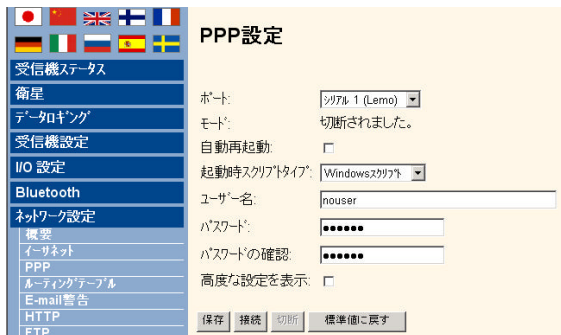 PPP設定
受信機ステータス
衛星
データロギング
受信機設定
I/O 設定
Bluetooth
ネットワーク設定
概要
イーサネット
PPP
ルーティングテーブル
E-mail警告
HTTP
FTP
ポート: シリアル 1 (Lemo)
モード: 切断されました。
自動再起動:
起動時スクリプトタイプ: Windowsスクリプト
ユーザー名: nouser
パスワード: ●●●●●●
パスワードの確認: ●●●●●●
高度な設定を表示:
保存 接続 切断 標準値に戻す